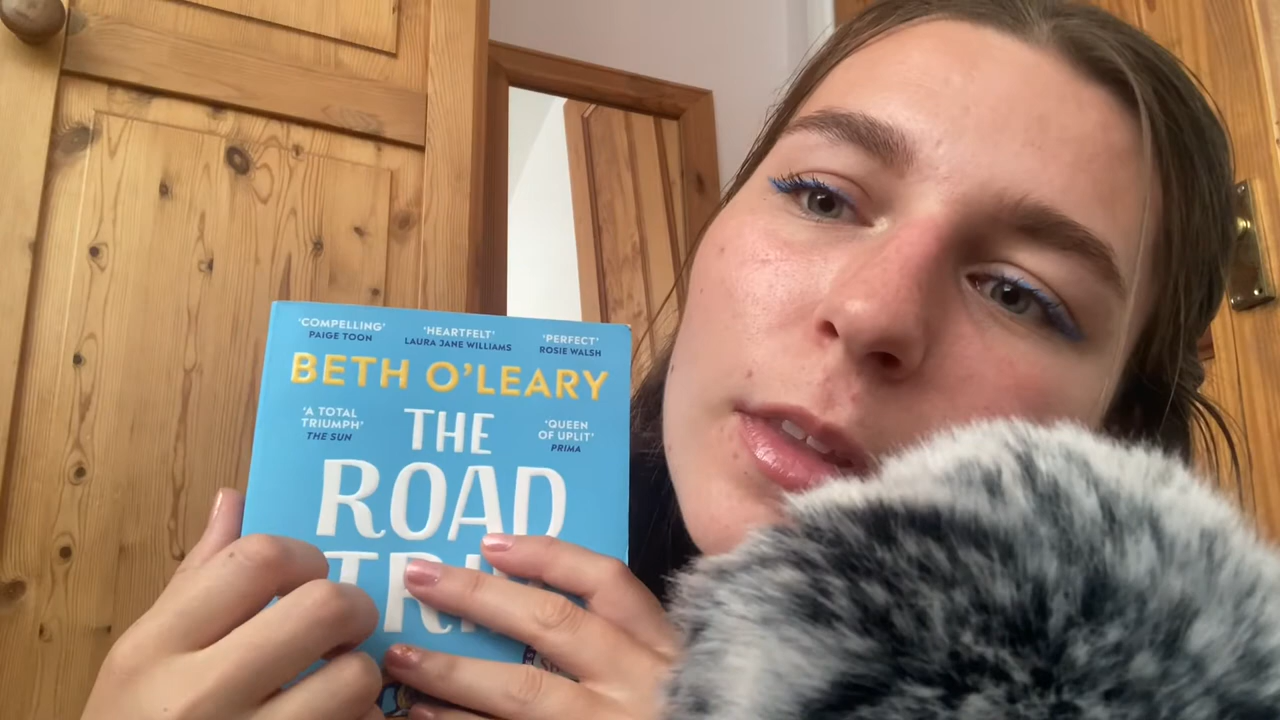 'COMPELLING'
PAIGE TOON
'HEARTFELT'
LAURA JANE WILLIAMS
'PERFECT'
ROSIE WALSH
BETH O'LEARY
'A TOTAL
TRIUMPH'
THE SUN
'QUEEN
OF UPLIT'
PRIMA
THE
ROAD
TRI